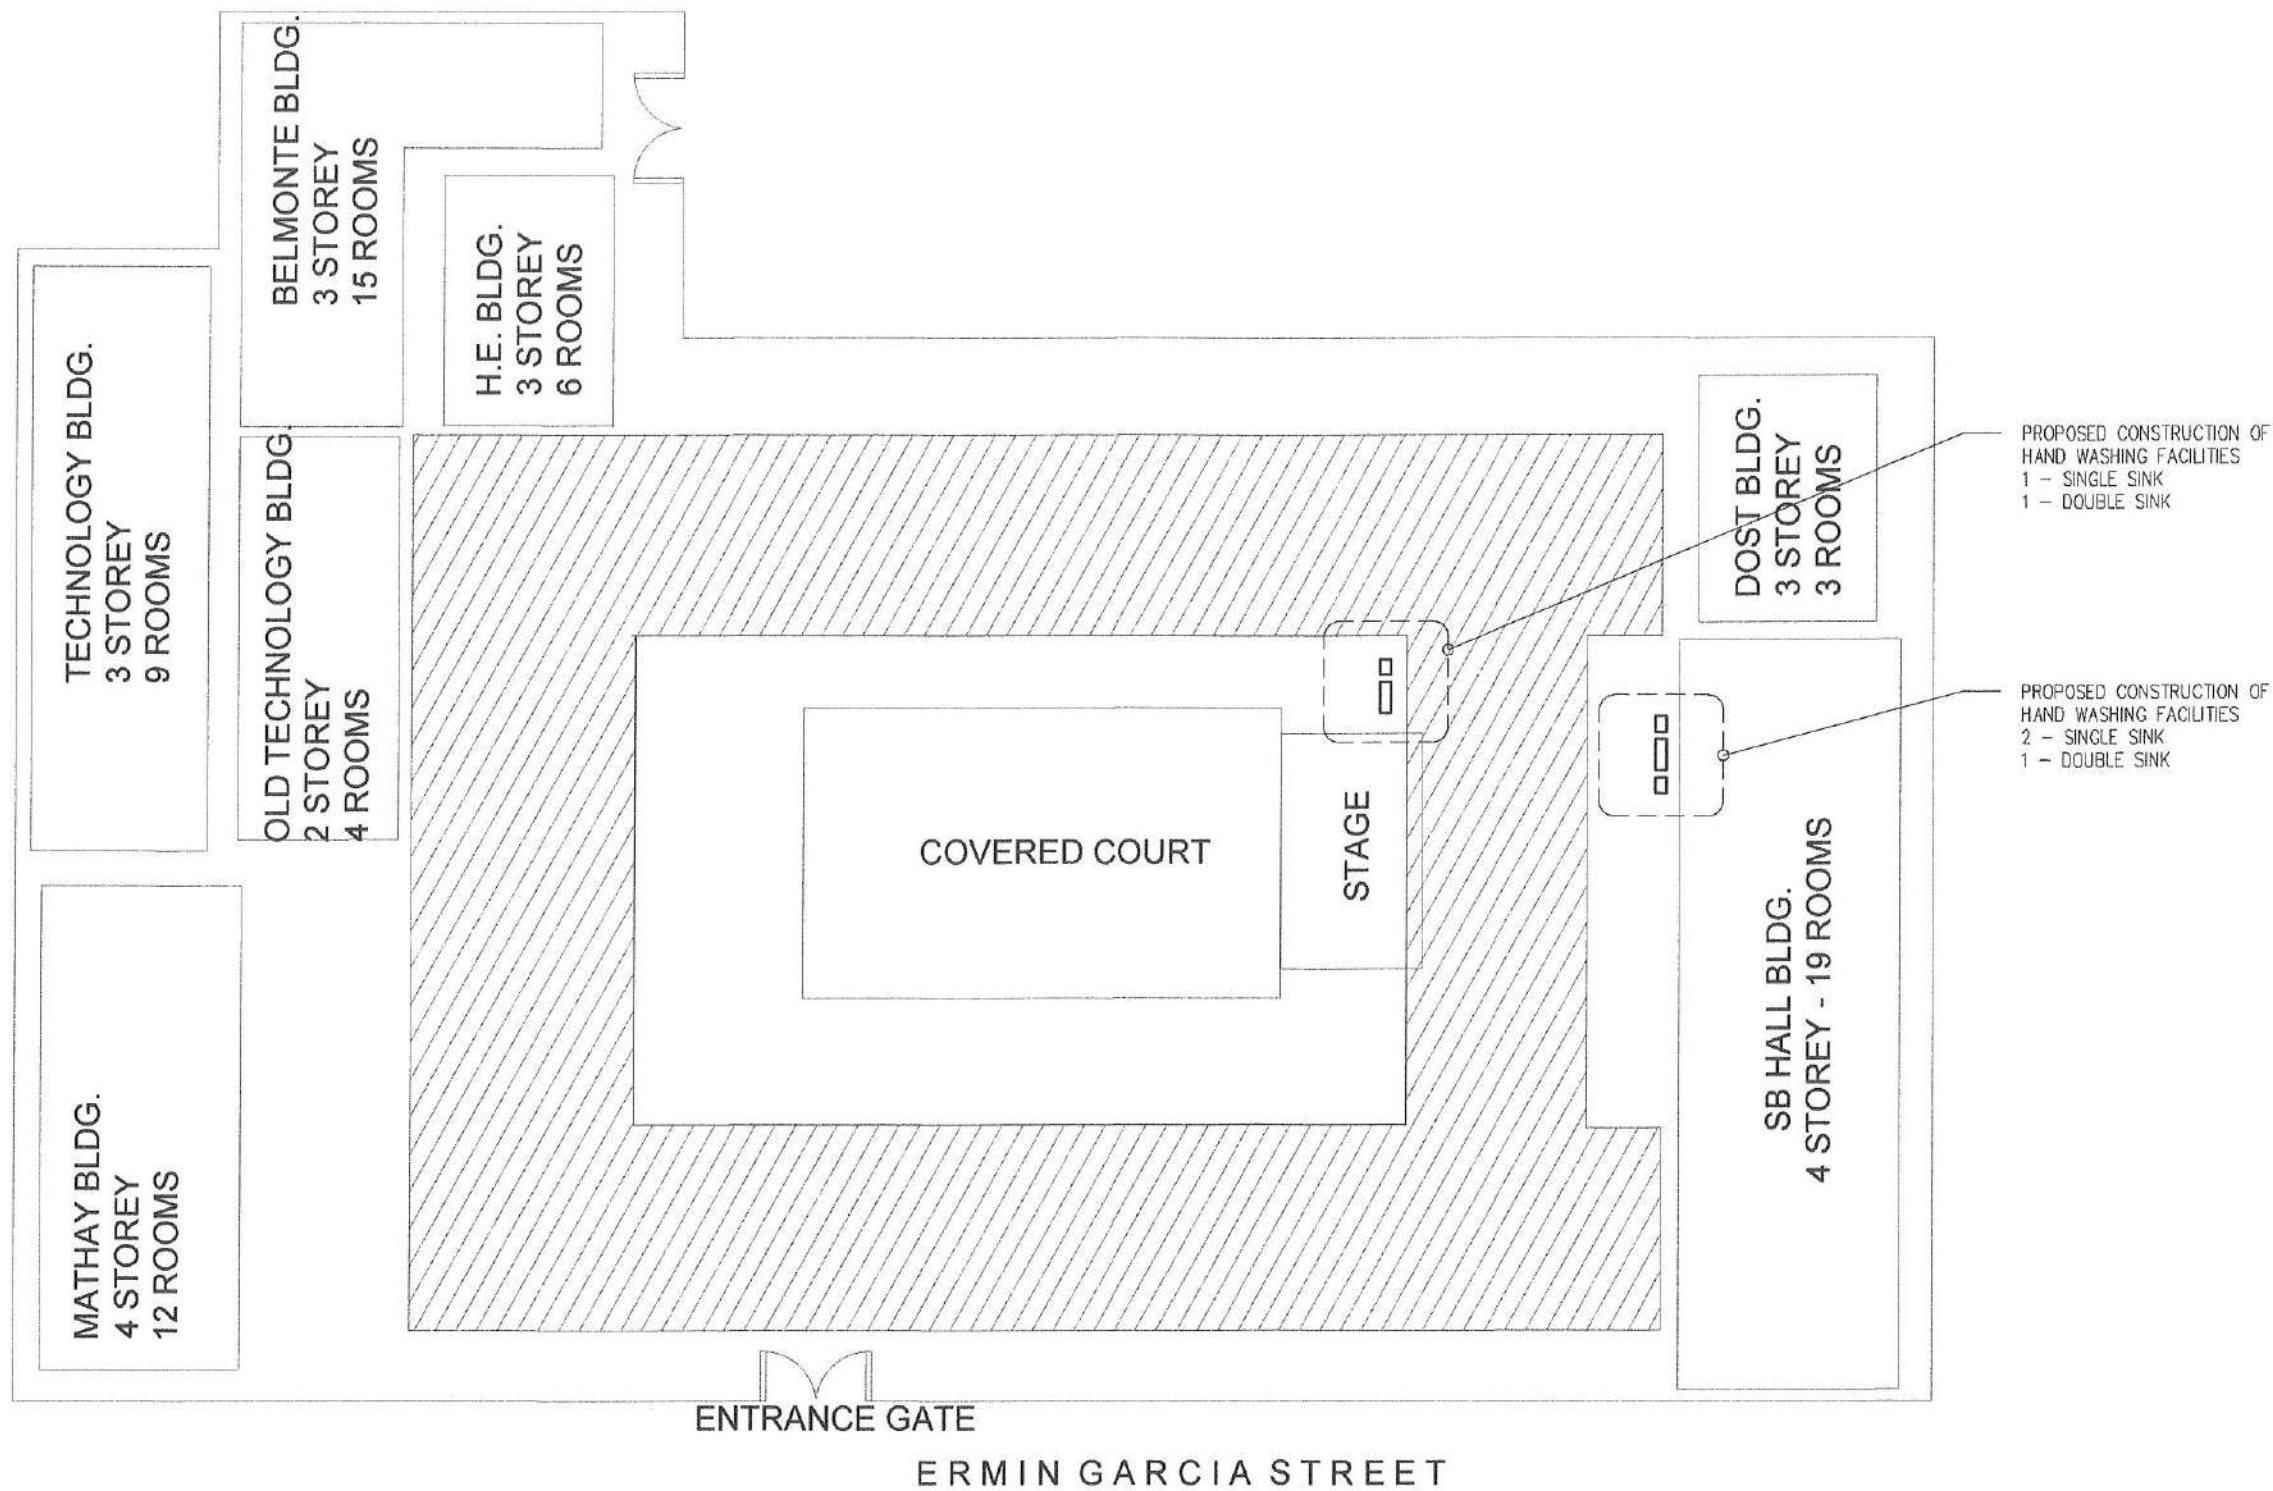 BELMONTE BLDG.
3 STOREY
15 ROOMS
H.E. BLDG.
3 STOREY
6 ROOMS
TECHNOLOGY BLDG.
3 STOREY
9 ROOMS
OLD TECHNOLOGY BLDG.
2 STOREY
4 ROOMS
MATHAY BLDG.
4 STOREY
12 ROOMS
COVERED COURT
STAGE
DOST BLDG.
3 STOREY
3 ROOMS
SB HALL BLDG.
4 STOREY - 19 ROOMS
PROPOSED CONSTRUCTION OF
HAND WASHING FACILITIES
1 - SINGLE SINK
1 - DOUBLE SINK
PROPOSED CONSTRUCTION OF
HAND WASHING FACILITIES
2 - SINGLE SINK
1 - DOUBLE SINK
ENTRANCE GATE
ERMIN GARCIA STREET